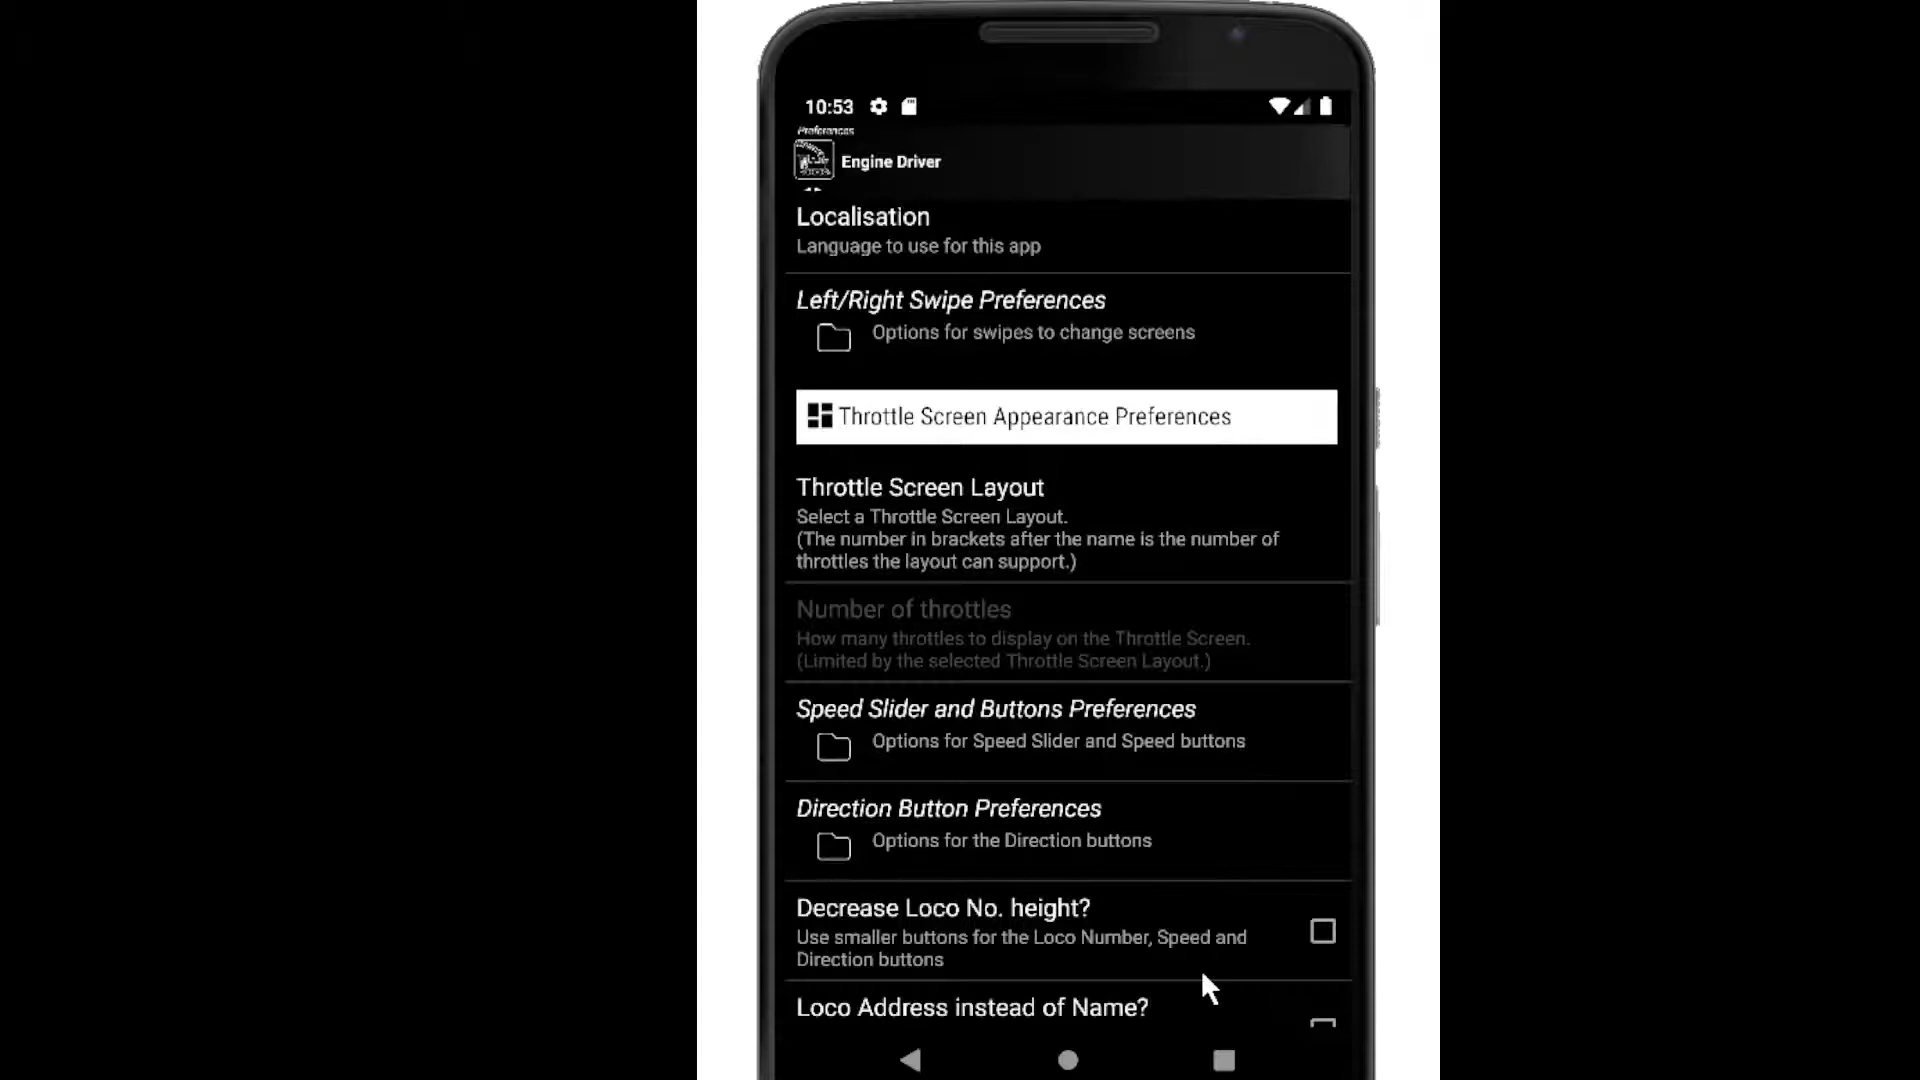 10:53
Preferences
Engine Driver
Localisation
Language to use for this app
Left/Right Swipe Preferences
Options for swipes to change screens
Throttle Screen Appearance Preferences
Throttle Screen Layout
Select a Throttle Screen Layout.
(The number in brackets after the name is the number of
throttles the layout can support.)
Number of throttles
How many throttles to display on the Throttle Screen.
(Limited by the selected Throttle Screen Layout.)
Speed Slider and Buttons Preferences
Options for Speed Slider and Speed buttons
Direction Button Preferences
Options for the Direction buttons
Decrease Loco No. height?
Use smaller buttons for the Loco Number, Speed and
Direction buttons
Loco Address instead of Name?